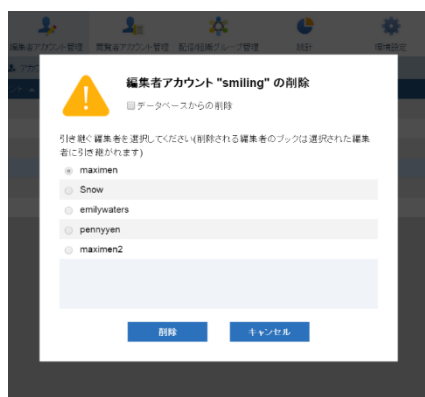 編集者アカウント管理 閲覧者アカウント管理 配信/組織グループ管理 統計 環境設定
編集者アカウント "smiling" の削除
データベースからの削除
引き継ぐ編集者を選択してください(削除される編集者のブックは選択された編集
者に引き継がれます)
maximen
Snow
emilywaters
pennyyen
maximen2
削除 キャンセル